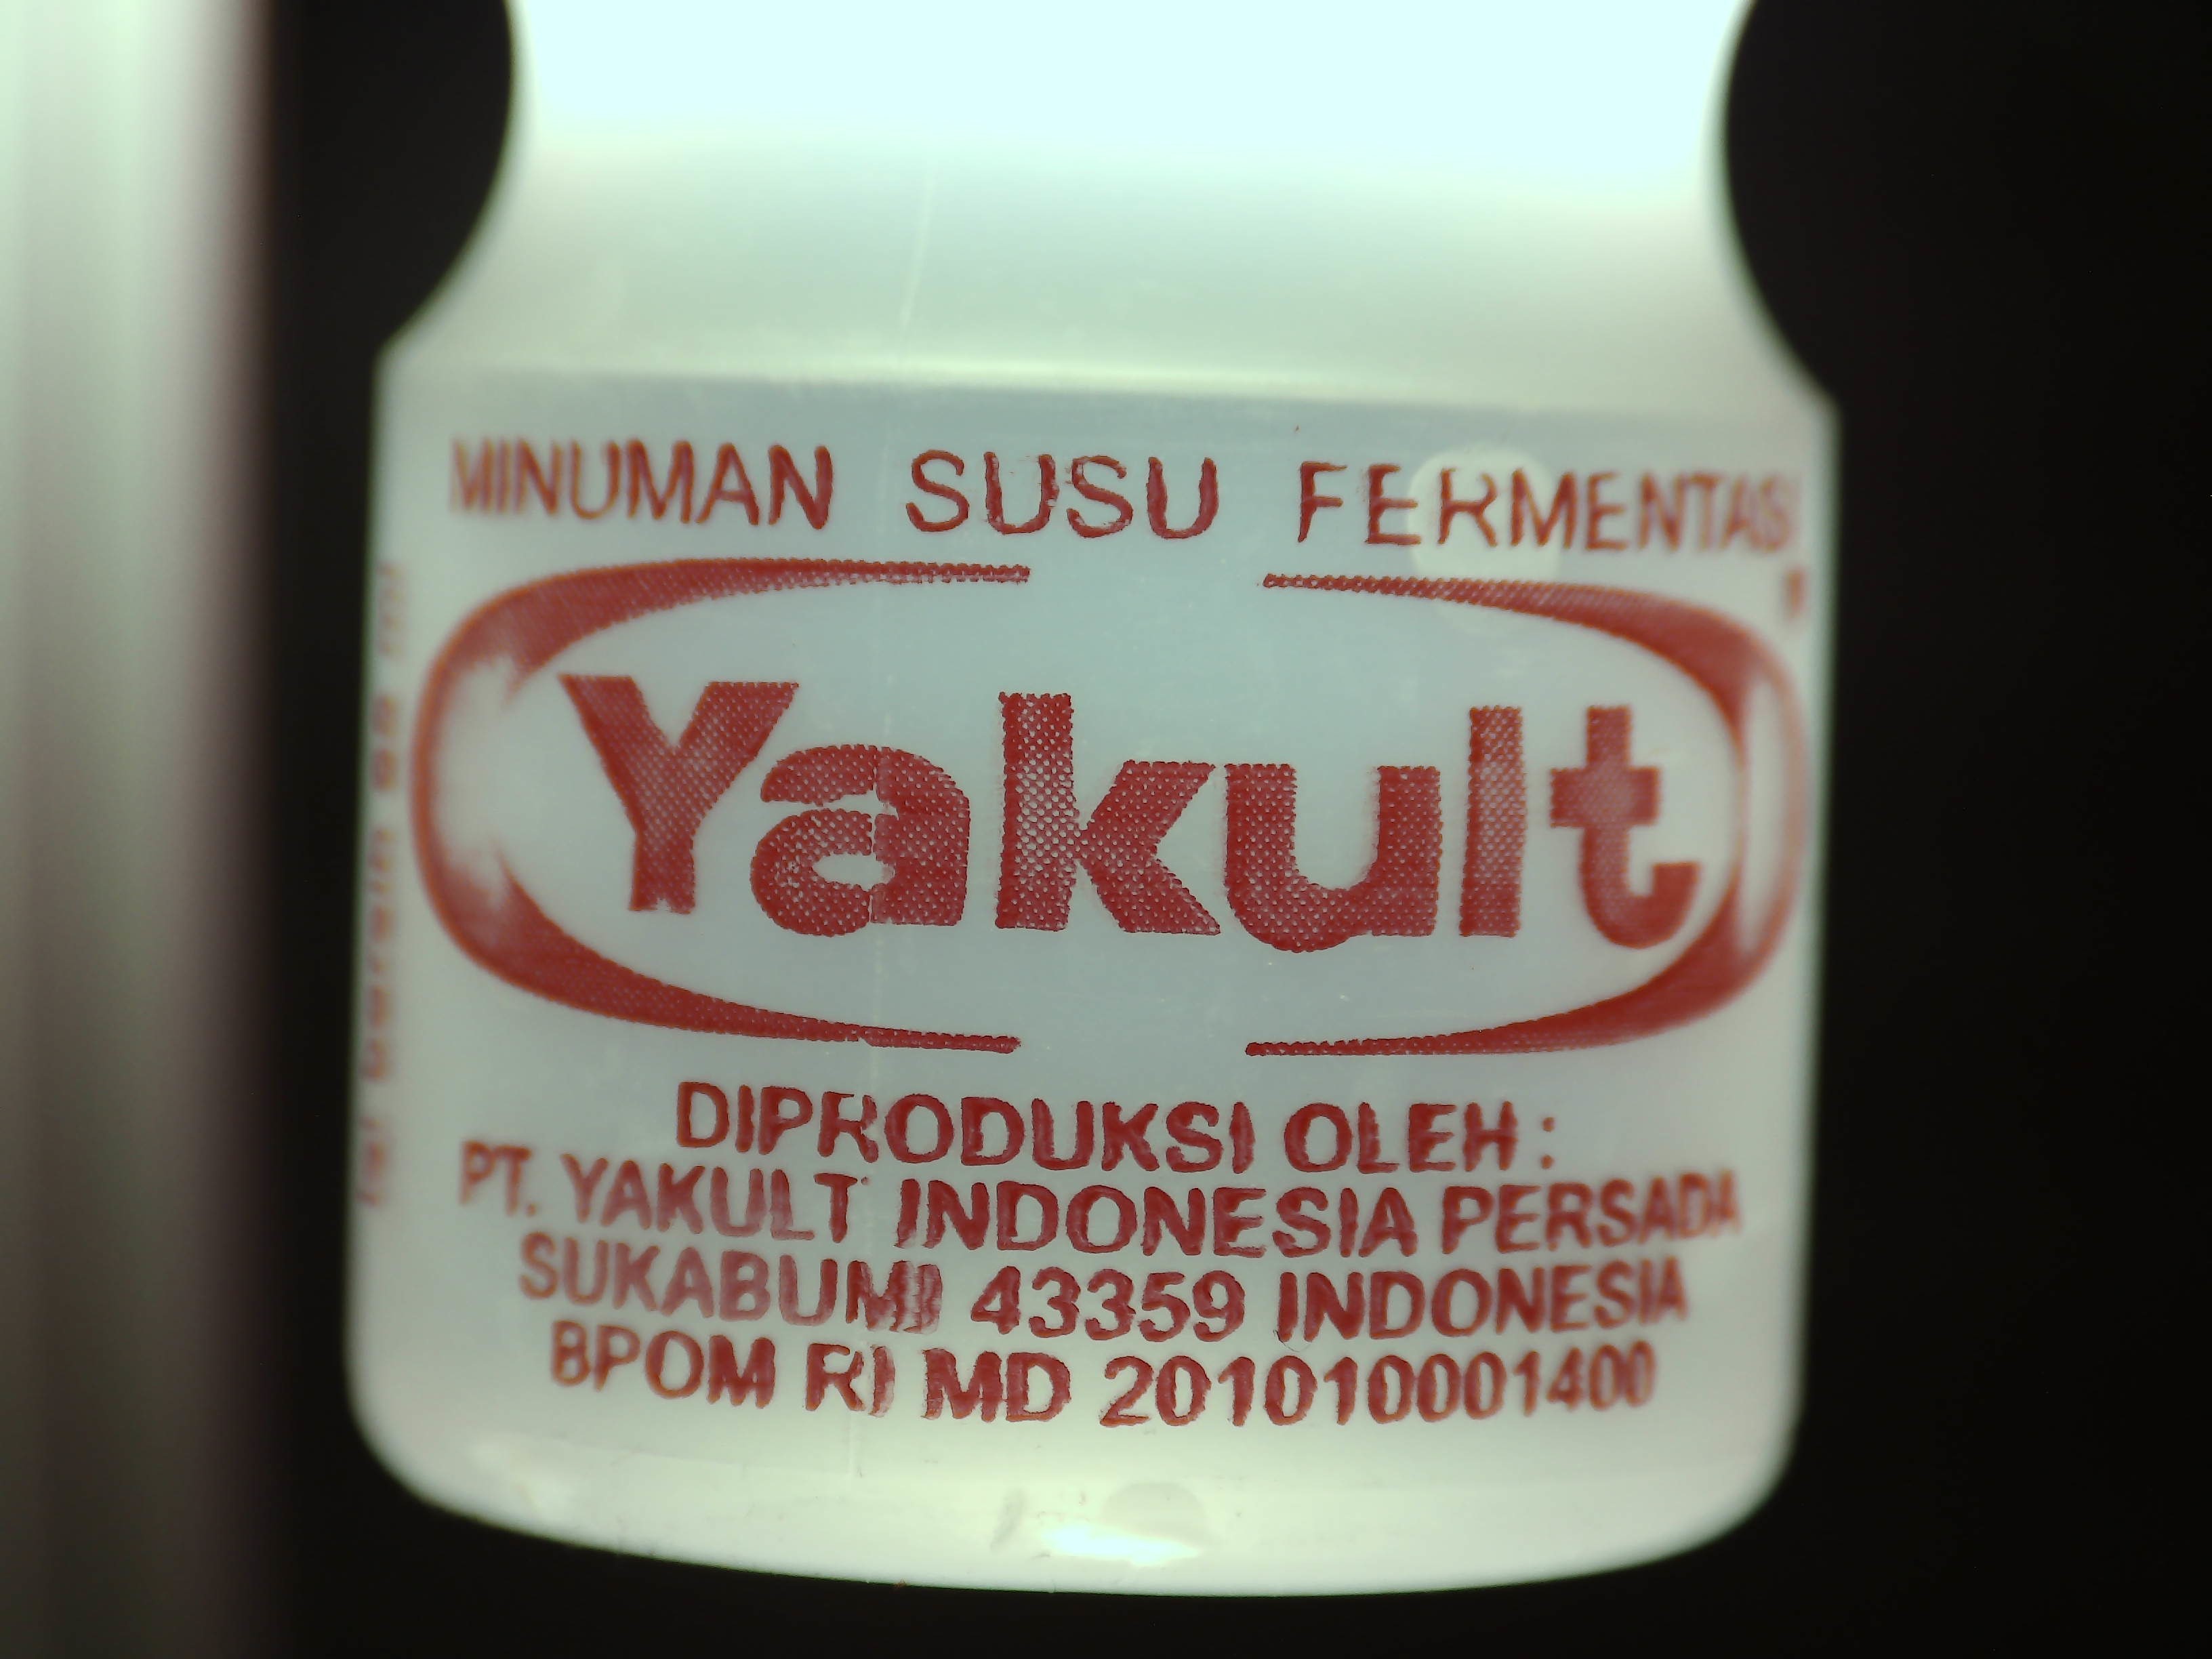 MINUMAN SUSU FERMENTASI
Yakult
DIPRODUKSI OLEH :
PT. YAKULT INDONESIA PERSADA
SUKABUMI 43359 INDONESIA
BPOM RI MD 201010001400